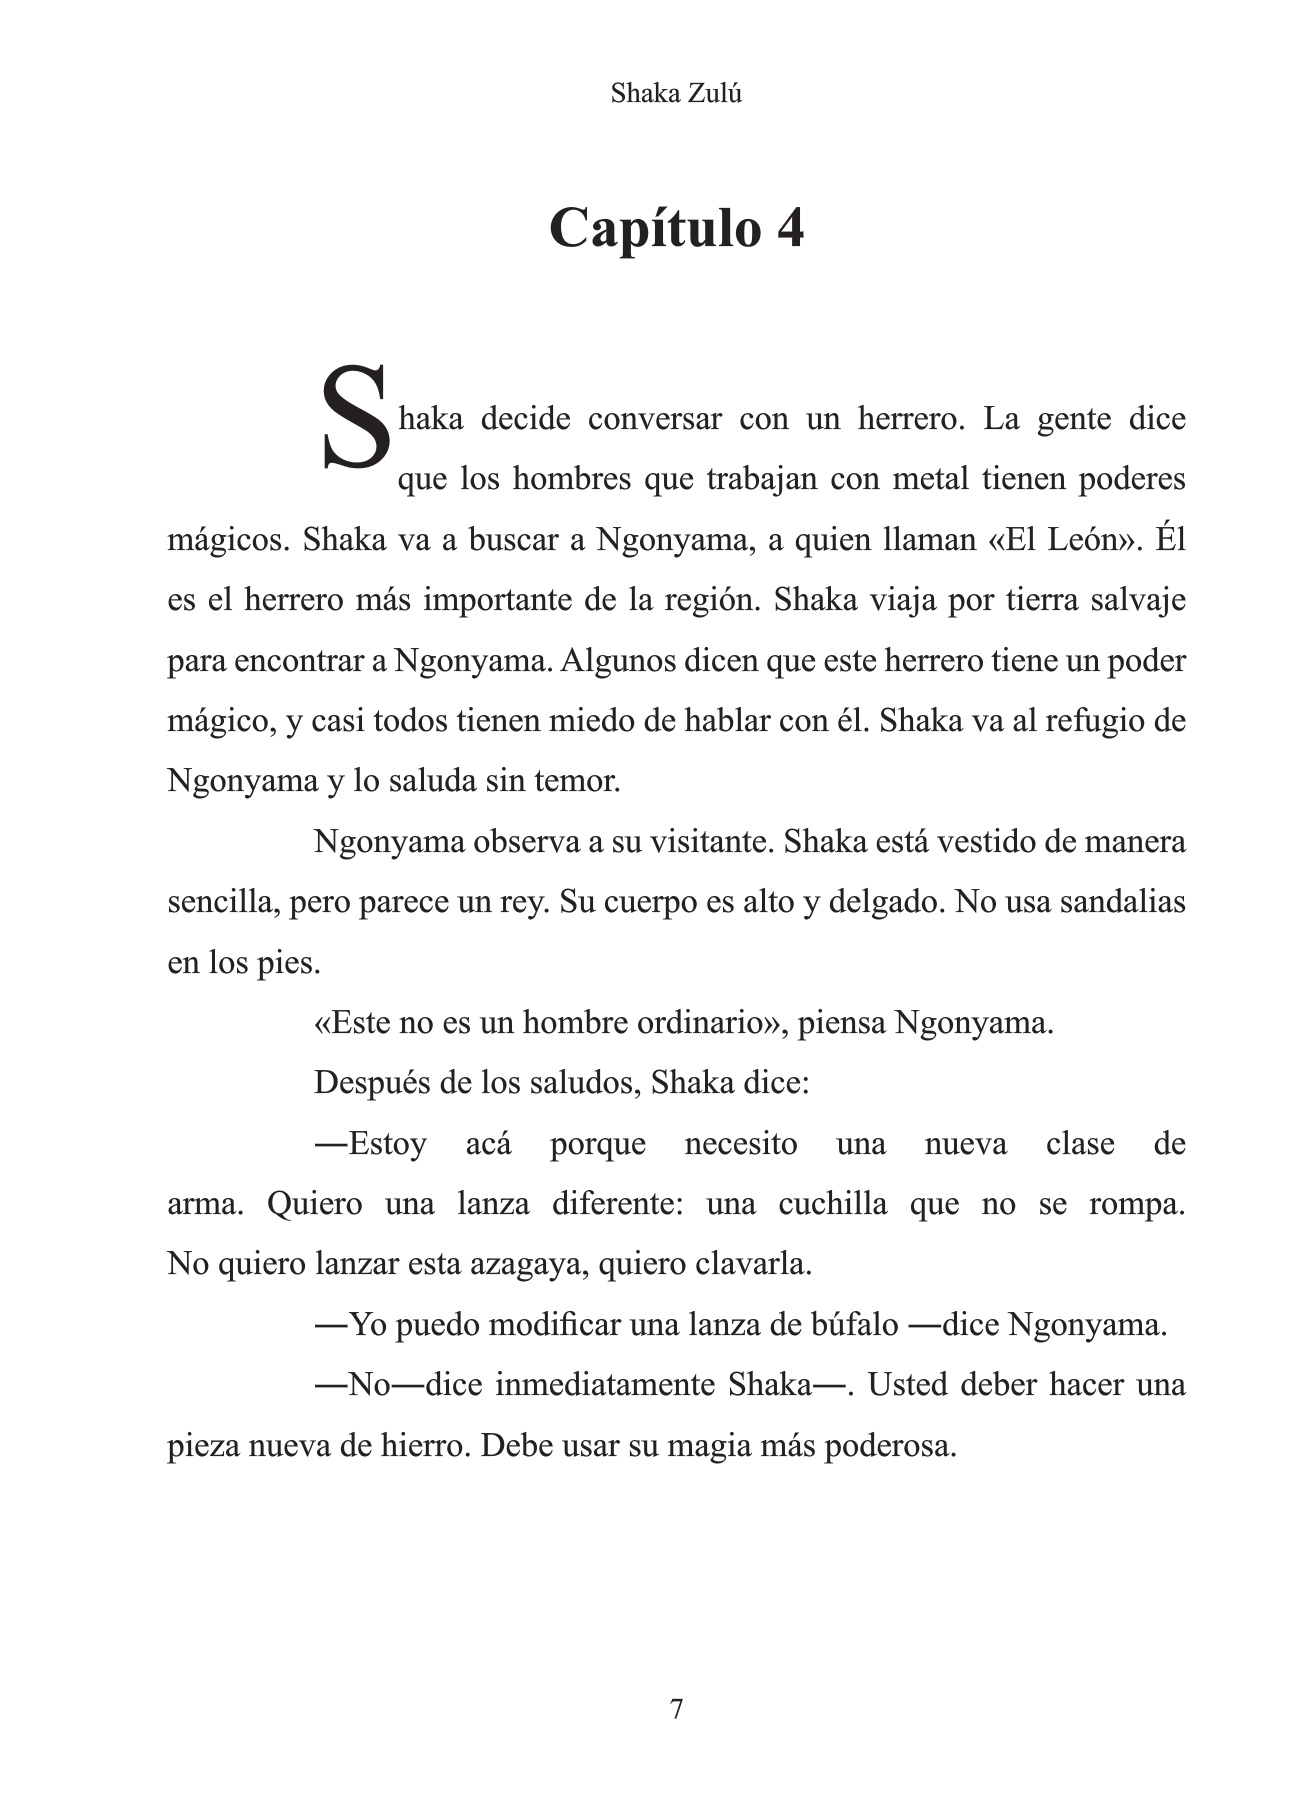 Shaka Zulú
Capítulo 4
Shaka decide conversar con un herrero. La gente dice
que los hombres que trabajan con metal tienen poderes
mágicos. Shaka va a buscar a Ngonyama, a quien llaman «El León». Él
es el herrero más importante de la región. Shaka viaja por tierra salvaje
para encontrar a Ngonyama. Algunos dicen que este herrero tiene un poder
mágico, y casi todos tienen miedo de hablar con él. Shaka va al refugio de
Ngonyama y lo saluda sin temor.
Ngonyama observa a su visitante. Shaka está vestido de manera
sencilla, pero parece un rey. Su cuerpo es alto y delgado. No usa sandalias
en los pies.
«Este no es un hombre ordinario», piensa Ngonyama.
Después de los saludos, Shaka dice:
—Estoy acá porque necesito una nueva clase de
arma. Quiero una lanza diferente: una cuchilla que no se rompa.
No quiero lanzar esta azagaya, quiero clavarla.
—Yo puedo modificar una lanza de búfalo —dice Ngonyama.
—No—dice inmediatamente Shaka—. Usted deber hacer una
pieza nueva de hierro. Debe usar su magia más poderosa.
7